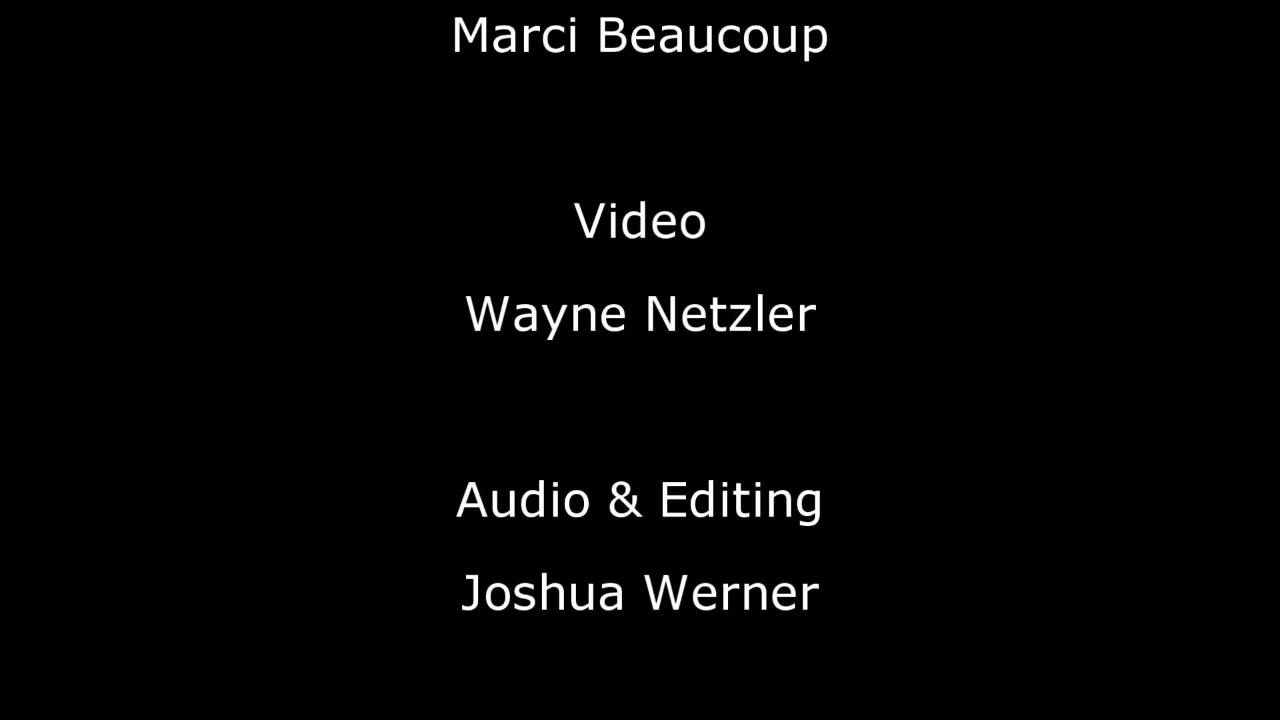 Marci Beaucoup
Video
Wayne Netzler
Audio & Editing
Joshua Werner